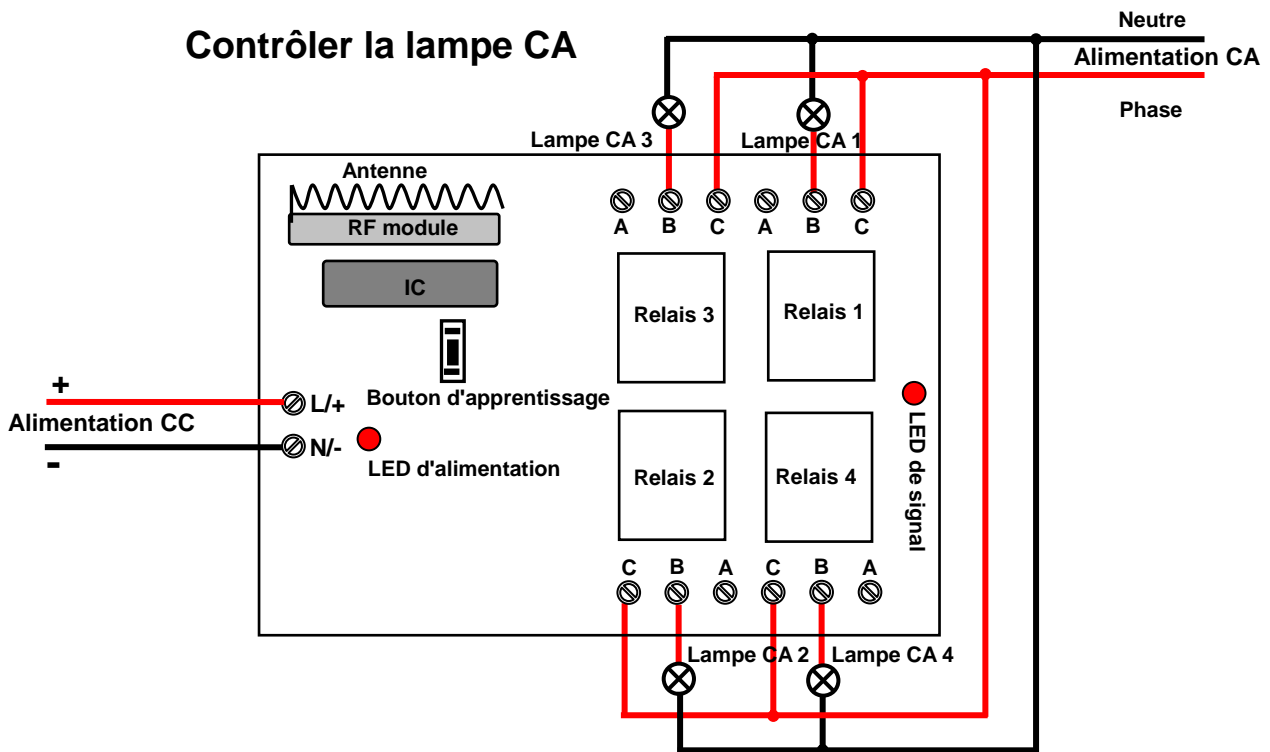 Neutre
Contrôler la lampe CA
Alimentation CA
Phase
Lampe CA 3
Lampe CA 1
Antenne
RF module
A B C A B C
IC
Relais 3
Relais 1
+
Bouton d'apprentissage
L/+
Alimentation CC
N/-
-
LED d'alimentation
LED de signal
Relais 2
Relais 4
C B A C B A
Lampe CA 2
Lampe CA 4